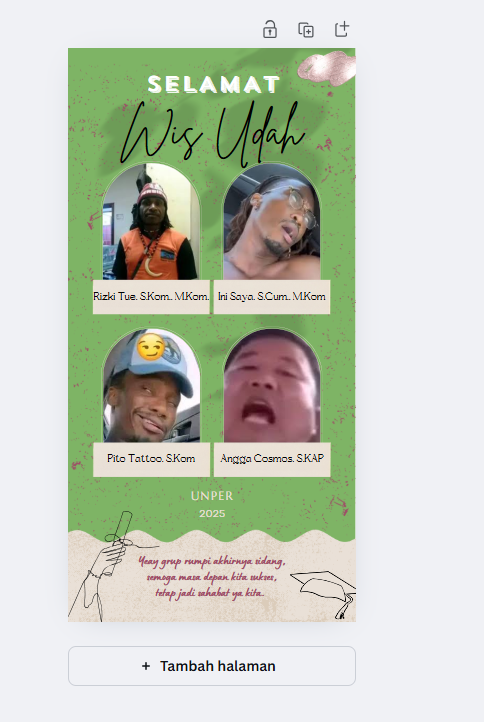 SELAMAT
Wis Udah
Rizki Tue. S.Kom.. M.Kom.
Ini Saya. S.Cum.. M.Kom
Pito Tattoo. S.Kom
Angga Cosmos. S.KAP
UNPER
2025
Yeay grup rumpi akhirnya sidang,
semoga masa depan kita sukses,
tetap jadi sahabat ya kita..
+ Tambah halaman